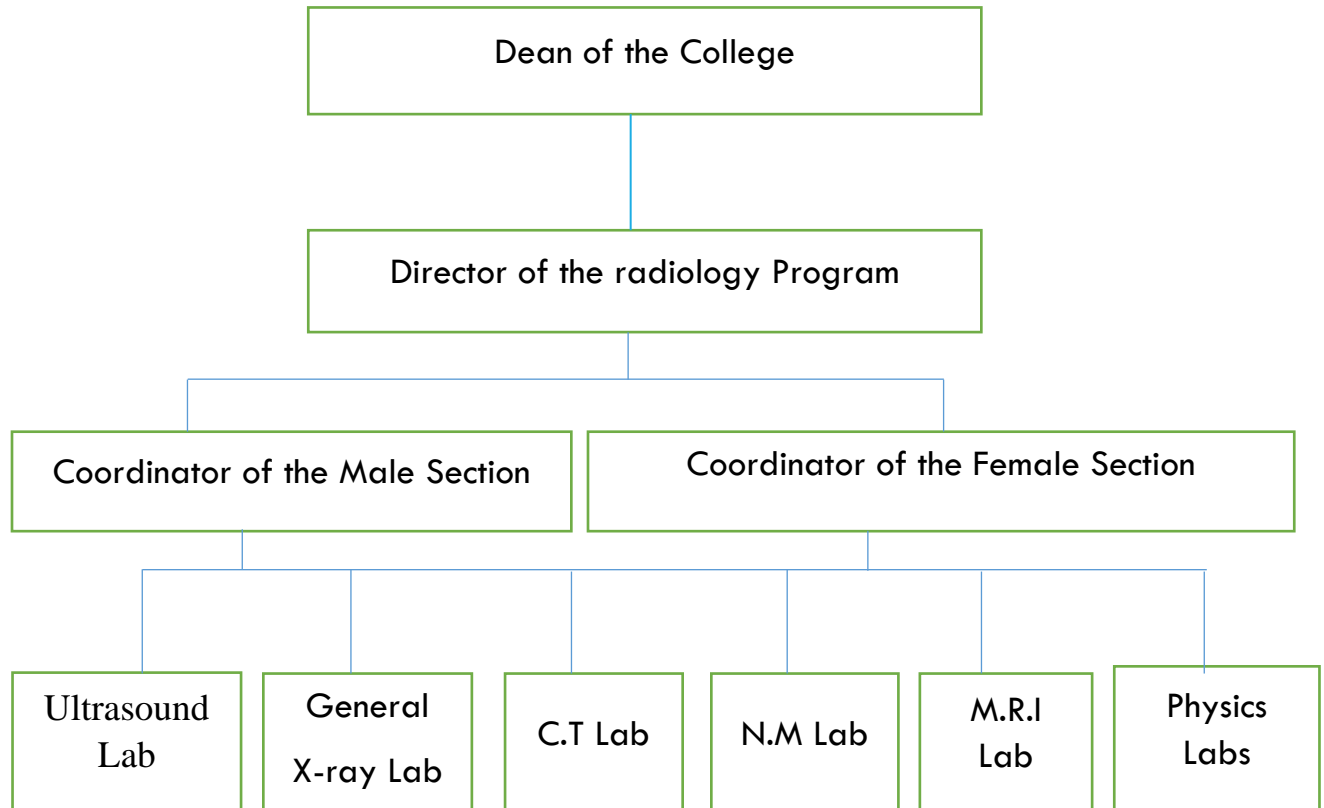 Dean of the College
Director of the radiology Program
Coordinator of the Male Section
Coordinator of the Female Section
Ultrasound
Lab
General
X-ray Lab
C.T Lab
N.M Lab
M.R.I
Lab
Physics
Labs